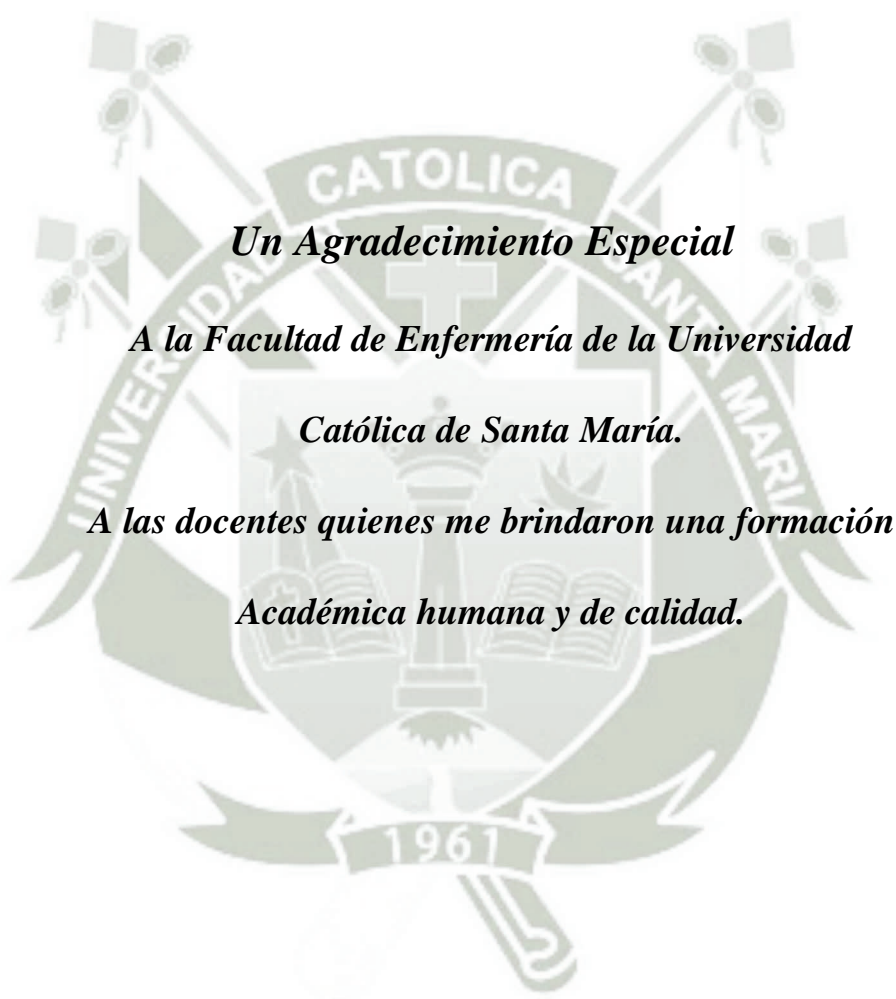 CATOLICA
UNIVERSIDAD
SANTA MARIA
Un Agradecimiento Especial
A la Facultad de Enfermería de la Universidad
Católica de Santa María.
A las docentes quienes me brindaron una formación
Académica humana y de calidad.
1961